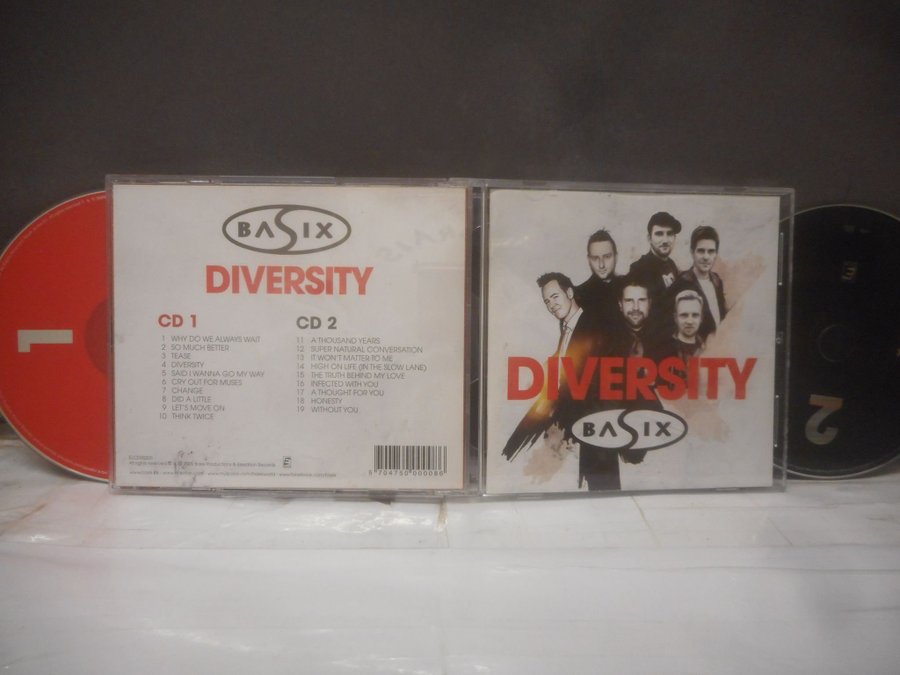 1
BASIX
DIVERSITY
CD 1
1 WHY DO WE ALWAYS WAIT
2 SO MUCH BETTER
3 TEASE
4 DIVERSITY
5 SAID I WANNA GO MY WAY
6 CRY OUT FOR MUSES
7 CHANGE
8 DID A LITTLE
9 LET'S MOVE ON
10 THINK TWICE
CD 2
11 A THOUSAND YEARS
12 SUPER NATURAL CONVERSATION
13 IT WON'T MATTER TO ME
14 HIGH ON LIFE (IN THE SLOW LANE)
15 THE TRUTH BEHIND MY LOVE
16 INFECTED WITH YOU
17 A THOUGHT FOR YOU
18 HONESTY
19 WITHOUT YOU
8 704750 000086
DIVERSITY
BASIX
2